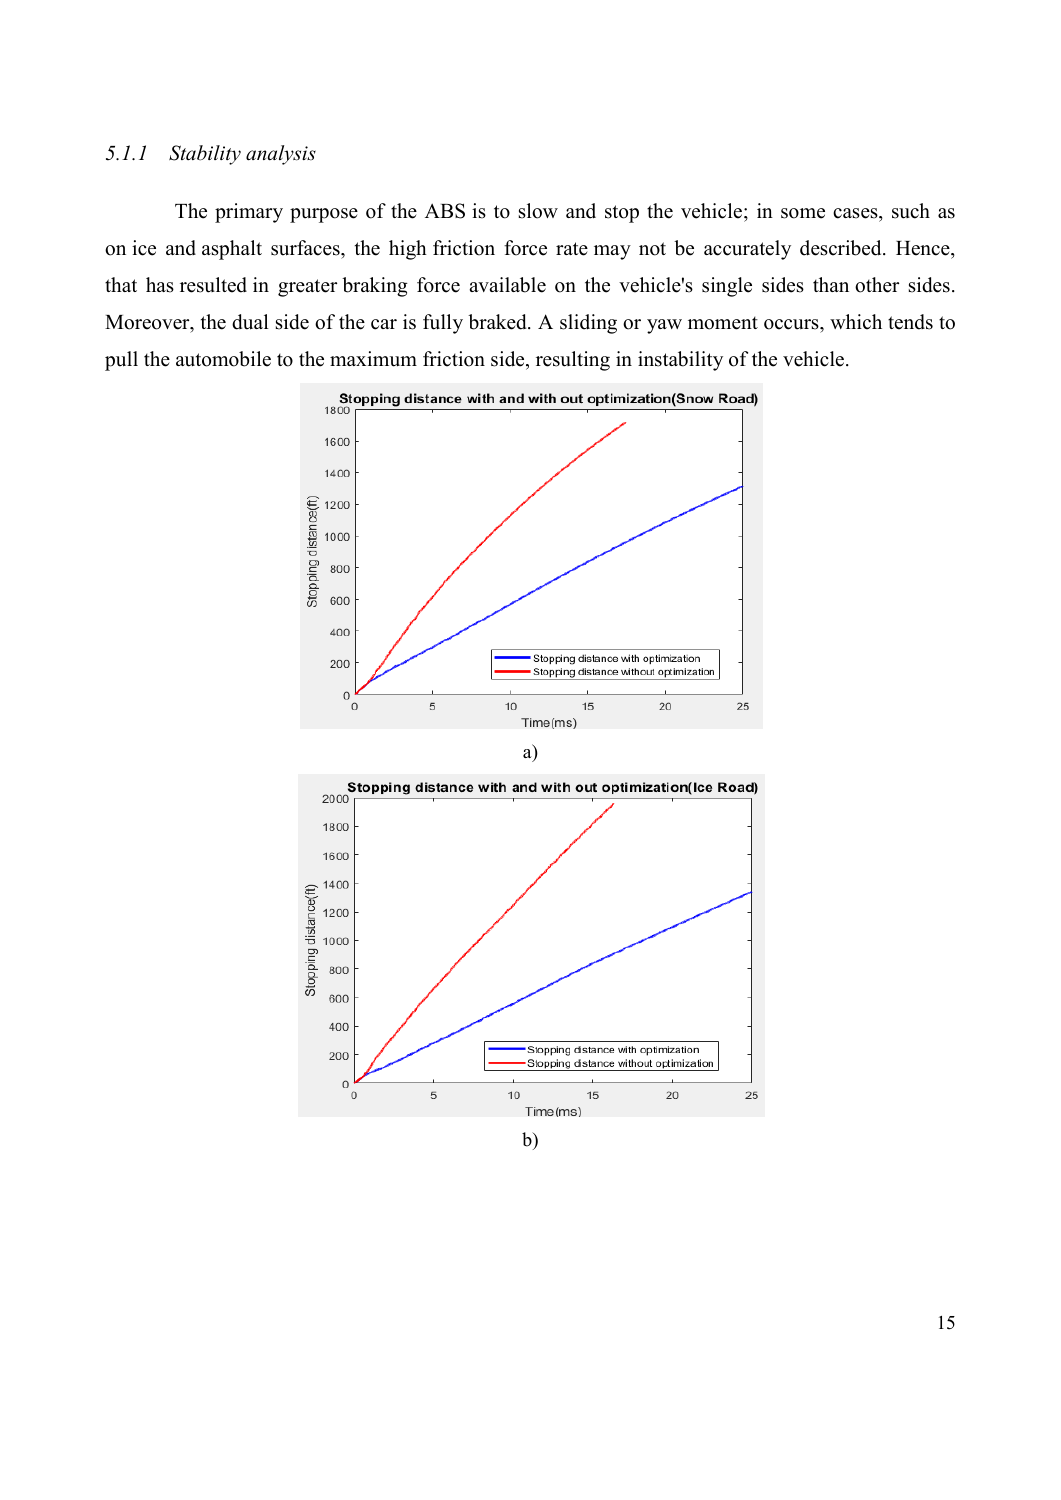 5.1.1 Stability analysis
The primary purpose of the ABS is to slow and stop the vehicle; in some cases, such as
on ice and asphalt surfaces, the high friction force rate may not be accurately described. Hence,
that has resulted in greater braking force available on the vehicle's single sides than other sides.
Moreover, the dual side of the car is fully braked. A sliding or yaw moment occurs, which tends to
pull the automobile to the maximum friction side, resulting in instability of the vehicle.
Stopping distance with and with out optimization(Snow Road)
1800
1600
1400
1200
1000
800
600
400
200
0
Stopping distance(ft)
Stopping distance with optimization
Stopping distance without optimization
0 5 10 15 20 25
Time(ms)
a)
Stopping distance with and with out optimization(Ice Road)
2000
1800
1600
1400
1200
1000
800
600
400
200
0
Stopping distance(ft)
Stopping distance with optimization
Stopping distance without optimization
0 5 10 15 20 25
Time(ms)
b)
15